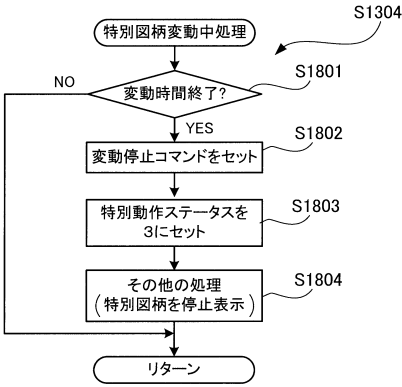 S1304
特別図柄変動中処理
S1801
変動時間終了?
NO
YES
S1802
変動停止コマンドをセット
S1803
特別動作ステータスを
3にセット
S1804
その他の処理
(特別図柄を停止表示)
リターン